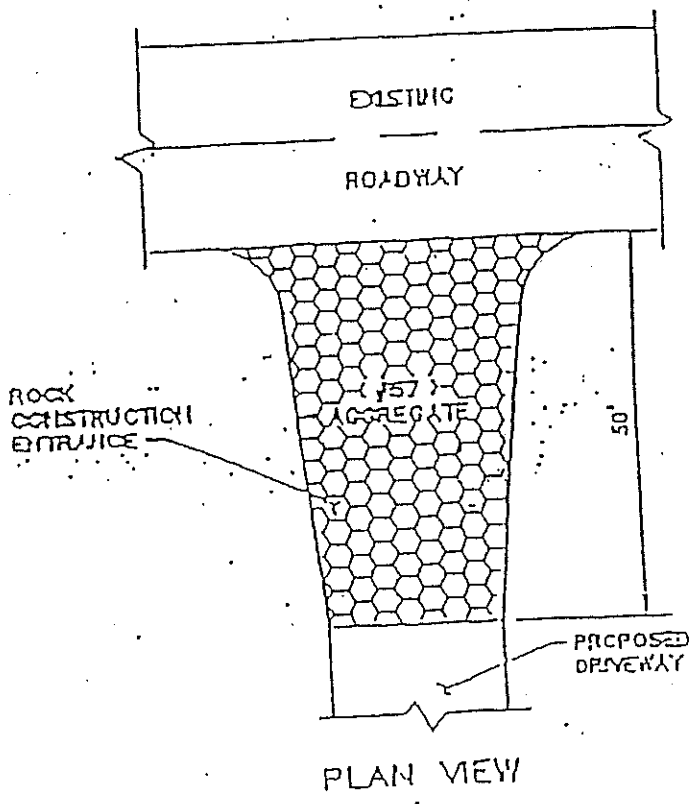 EXISTING
ROADWAY
#57
AGGREGATE
ROCK
CONSTRUCTION
ENTRANCE
50'
PROPOSED
DRIVEWAY
PLAN VIEW